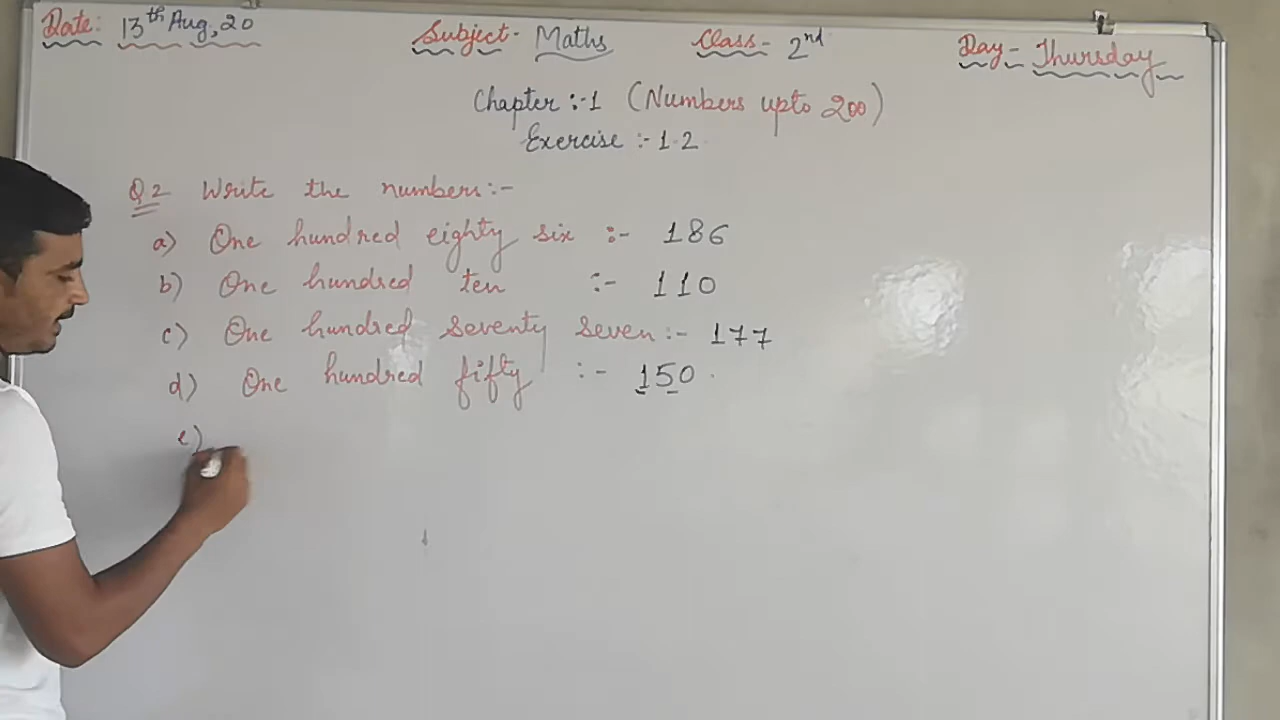 Date: 13th Aug, 20 Subject- Maths Class- 2nd Day- Thursday
Chapter :-1 (Numbers upto 200)
Exercise :- 1.2
Q2 Write the numbers:-
a) One hundred eighty six :- 186
b) One hundred ten :- 110
c) One hundred seventy seven:- 177
d) One hundred fifty :- 150
e)